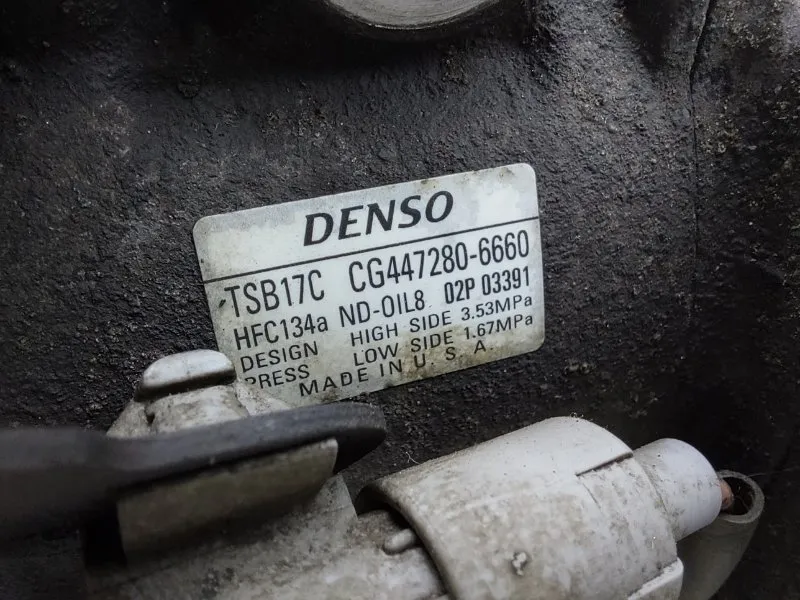 DENSO
TSB17C CG447280-6660
HFC134a ND-OIL8 02P 03391
DESIGN HIGH SIDE 3.53MPa
PRESS LOW SIDE 1.67MPa
MADE IN U.S.A.